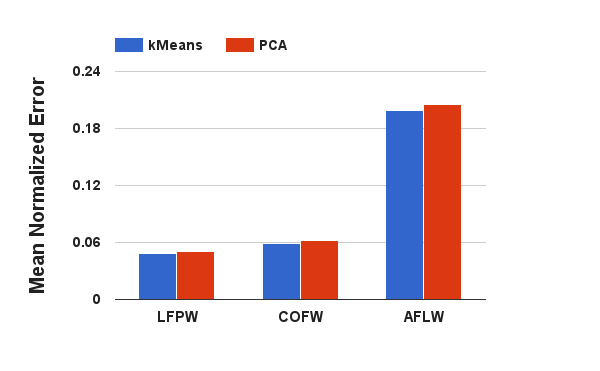 kMeans PCA
Mean Normalized Error
0.24
0.18
0.12
0.06
0
LFPW COFW AFLW